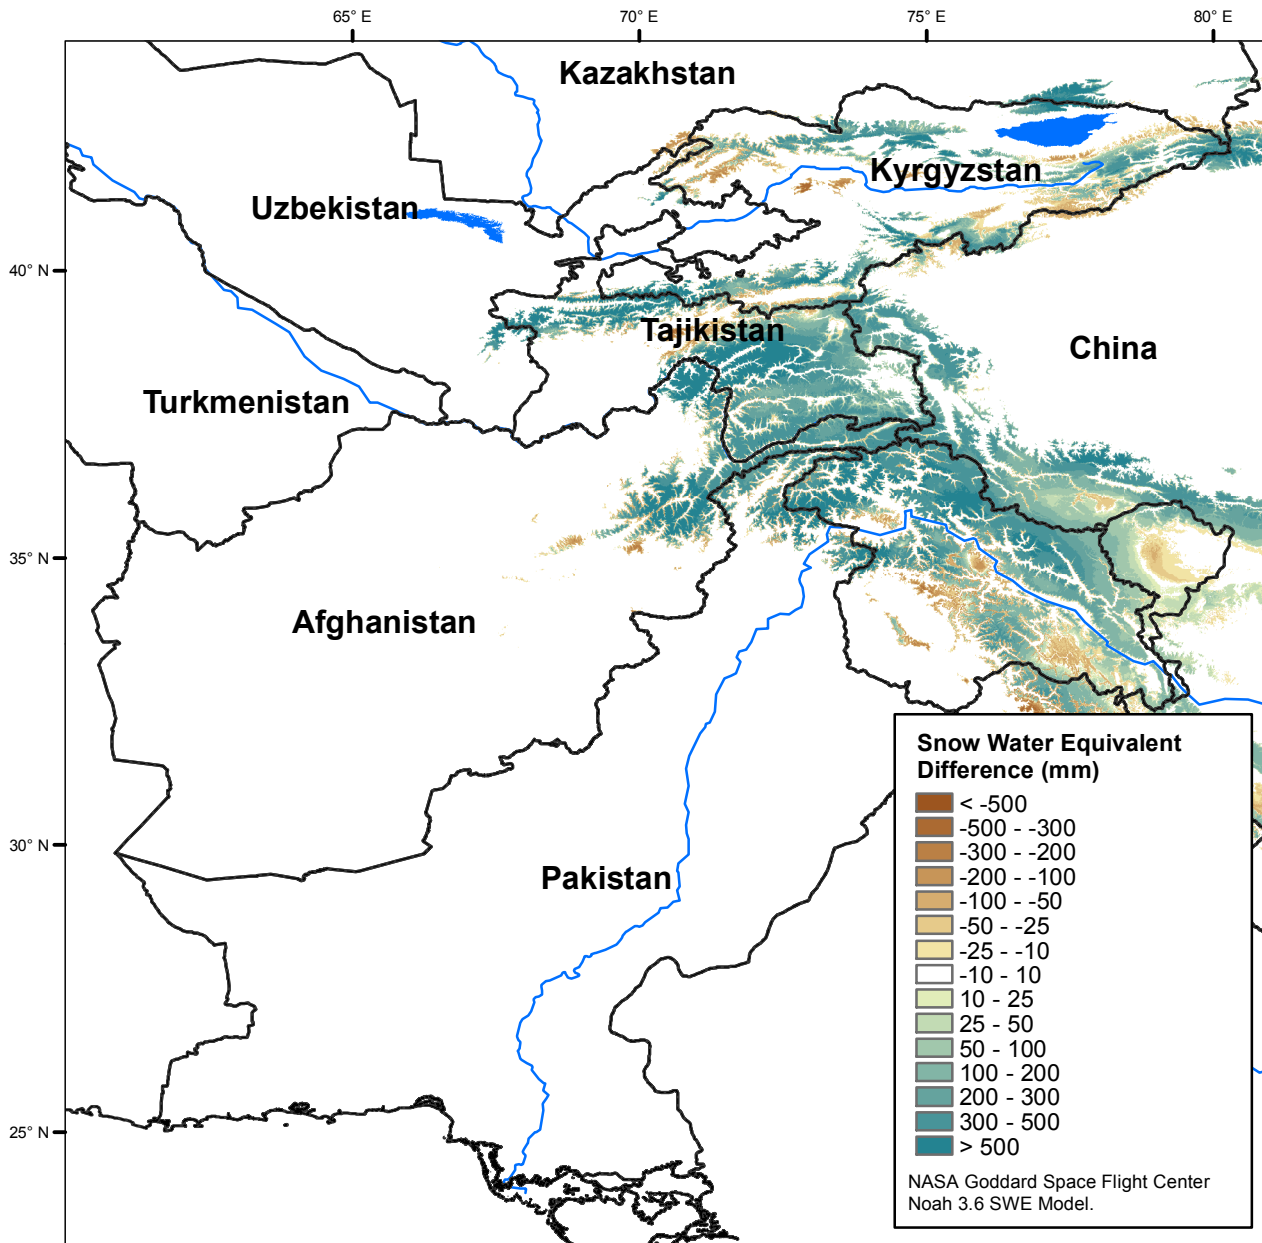 65° E
70° E
75° E
80° E
Kazakhstan
Kyrgyzstan
Uzbekistan
40° N
Tajikistan
China
Turkmenistan
35° N
Afghanistan
30° N
Pakistan
25° N
Snow Water Equivalent
Difference (mm)
< -500
-500 - -300
-300 - -200
-200 - -100
-100 - -50
-50 - -25
-25 - -10
-10 - 10
10 - 25
25 - 50
50 - 100
100 - 200
200 - 300
300 - 500
> 500
NASA Goddard Space Flight Center
Noah 3.6 SWE Model.